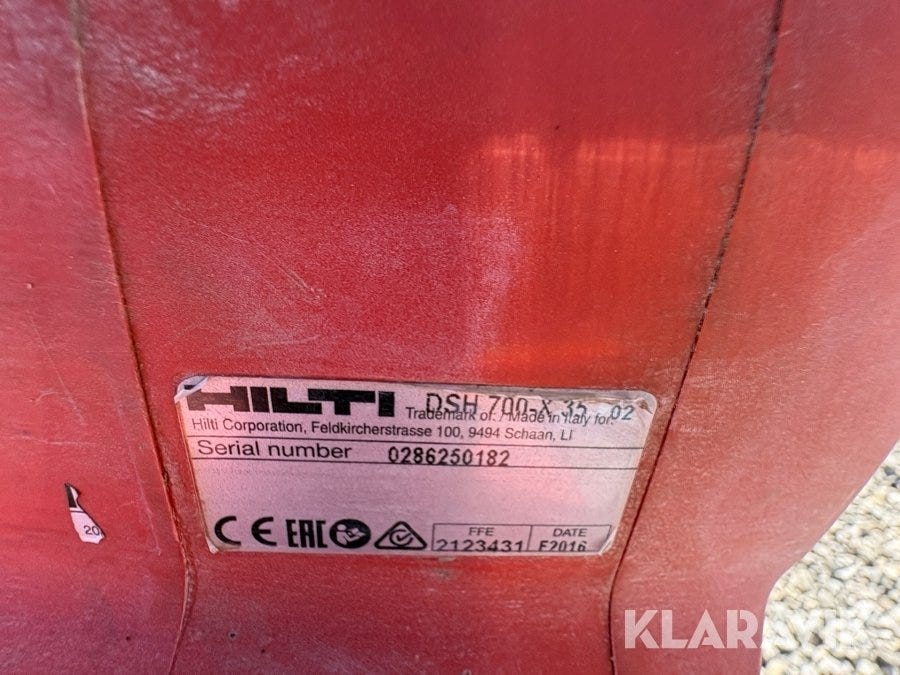 HILTI DSH 700-X 35 02
Trademark of: / Made in Italy for:
Hilti Corporation, Feldkircherstrasse 100, 9494 Schaan, LI
Serial number 0286250182
CE EAC
FFE DATE
2123431 F2016
20
KLARAVIK